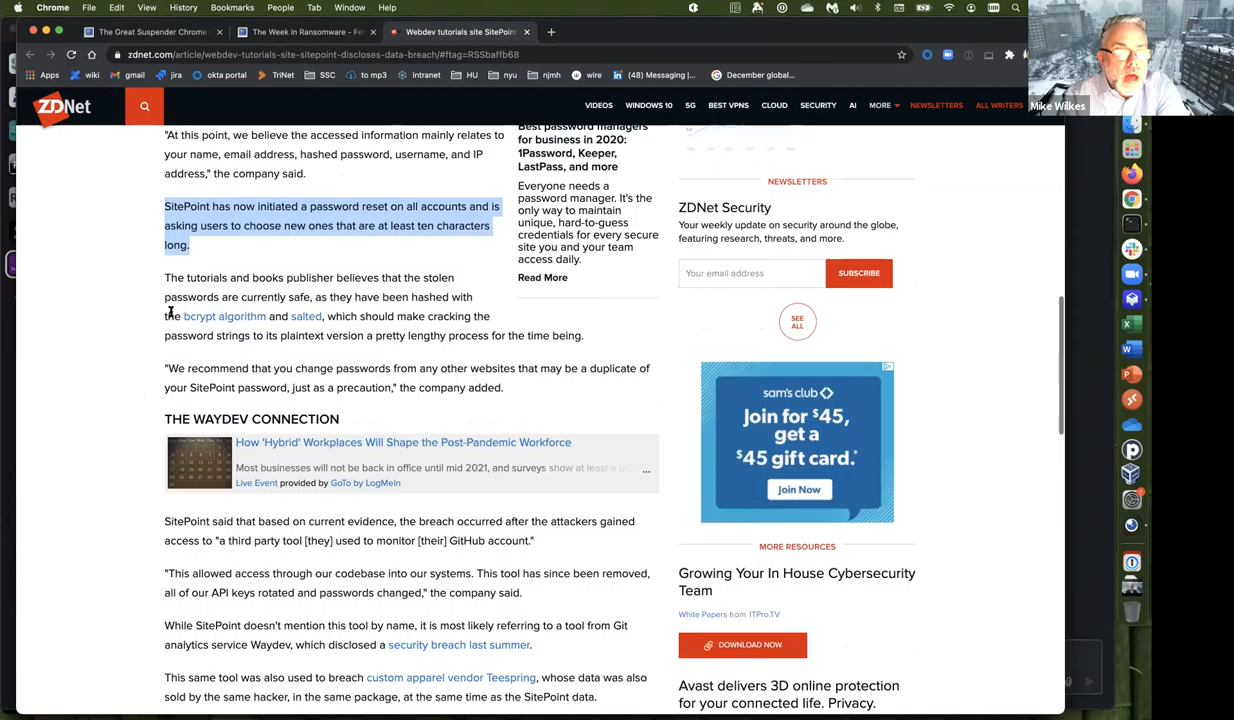 Chrome File Edit View History Bookmarks People Tab Window Help
The Great Suspender Chrome
The Week in Ransomware - Fe
Webdev tutorials site SitePoint
zdnet.com/article/webdev-tutorials-site-sitepoint-discloses-data-breach/#ftag=RSSbaffb68
Apps wiki gmail jira okta portal TriNet SSC to mp3 intranet HU nyu njmh wire (48) Messaging |... December global...
ZDNet
VIDEOS WINDOWS 10 5G BEST VPNS CLOUD SECURITY AI MORE NEWSLETTERS ALL WRITERS
Mike Wilkes
"At this point, we believe the accessed information mainly relates to
your name, email address, hashed password, username, and IP
address," the company said.
SitePoint has now initiated a password reset on all accounts and is
asking users to choose new ones that are at least ten characters
long.
The tutorials and books publisher believes that the stolen
passwords are currently safe, as they have been hashed with
the bcrypt algorithm and salted, which should make cracking the
password strings to its plaintext version a pretty lengthy process for the time being.
"We recommend that you change passwords from any other websites that may be a duplicate of
your SitePoint password, just as a precaution," the company added.
THE WAYDEV CONNECTION
How 'Hybrid' Workplaces Will Shape the Post-Pandemic Workforce
Most businesses will not be back in office until mid 2021, and surveys show at least a
...
Live Event provided by GoTo by LogMeIn
SitePoint said that based on current evidence, the breach occurred after the attackers gained
access to "a third party tool [they] used to monitor [their] GitHub account."
"This allowed access through our codebase into our systems. This tool has since been removed,
all of our API keys rotated and passwords changed," the company said.
While SitePoint doesn't mention this tool by name, it is most likely referring to a tool from Git
analytics service Waydev, which disclosed a security breach last summer.
This same tool was also used to breach custom apparel vendor Teespring, whose data was also
sold by the same hacker, in the same package, at the same time as the SitePoint data.
Best password managers
for business in 2020:
1Password, Keeper,
LastPass, and more
Everyone needs a
password manager. It's the
only way to maintain
unique, hard-to-guess
credentials for every secure
site you and your team
access daily.
Read More
NEWSLETTERS
ZDNet Security
Your weekly update on security around the globe,
featuring research, threats, and more.
Your email address
SUBSCRIBE
SEE
ALL
sam's club
Join for $45,
get a
$45 gift card.*
Join Now
MORE RESOURCES
Growing Your In House Cybersecurity
Team
White Papers from ITPro.TV
DOWNLOAD NOW
Avast delivers 3D online protection
for your connected life. Privacy.